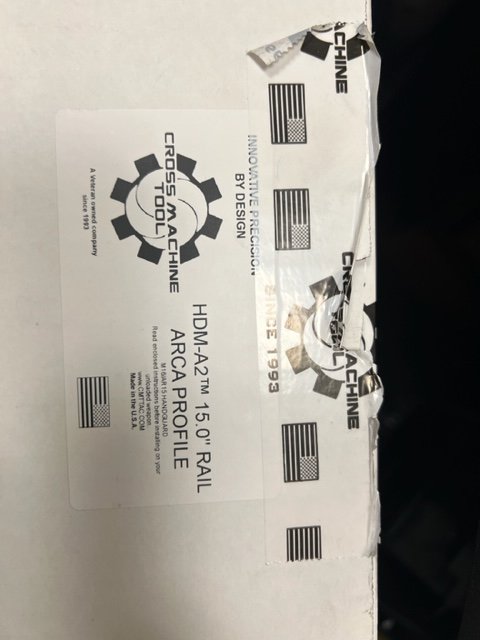 CROSS MACHINE
TOOL
A Veteran owned company
since 1993
HDM-A2™ 15.0" RAIL
ARCA PROFILE
M16/AR15 HANDGUARD
Read enclosed instructions before installing on your
unloaded weapon.
www.CMTTAC.COM
Made in the U.S.A.
INNOVATIVE PRECISION
BY DESIGN
SINCE 1993
MACHINE